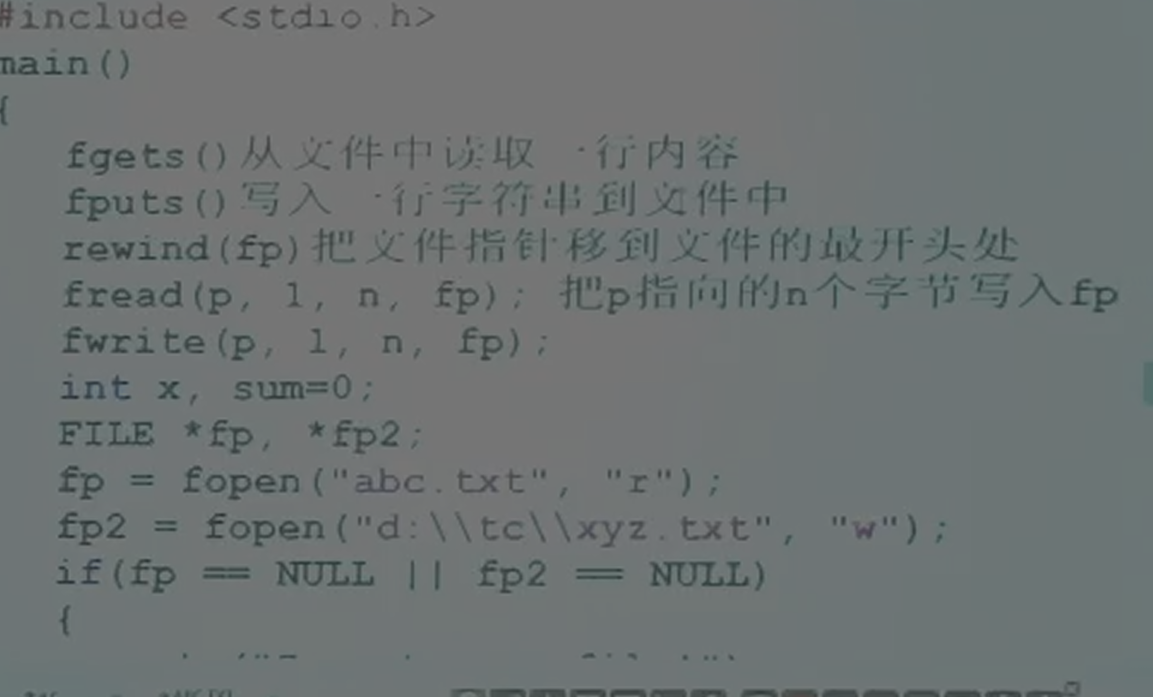 #include <stdio.h>
main()
{
fgets()从文件中读取一行内容
fputs()写入一行字符串到文件中
rewind(fp)把文件指针移到文件的最开头处
fread(p, 1, n, fp); 把p指向的n个字节写入fp
fwrite(p, 1, n, fp);
int x, sum=0;
FILE *fp, *fp2;
fp = fopen("abc.txt", "r");
fp2 = fopen("d:\\tc\\xyz.txt", "w");
if(fp == NULL || fp2 == NULL)
{